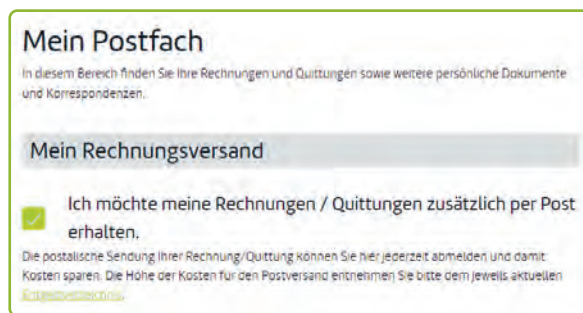 Mein Postfach
In diesem Bereich finden Sie Ihre Rechnungen und Quittungen sowie weitere persönliche Dokumente
und Korrespondenzen.
Mein Rechnungsversand
Ich möchte meine Rechnungen / Quittungen zusätzlich per Post
erhalten.
Die postalische Sendung Ihrer Rechnung/Quittung können Sie hier jederzeit abmelden und damit
Kosten sparen. Die Höhe der Kosten für den Postversand entnehmen Sie bitte dem jeweils aktuellen
Entgeltverzeichnis.